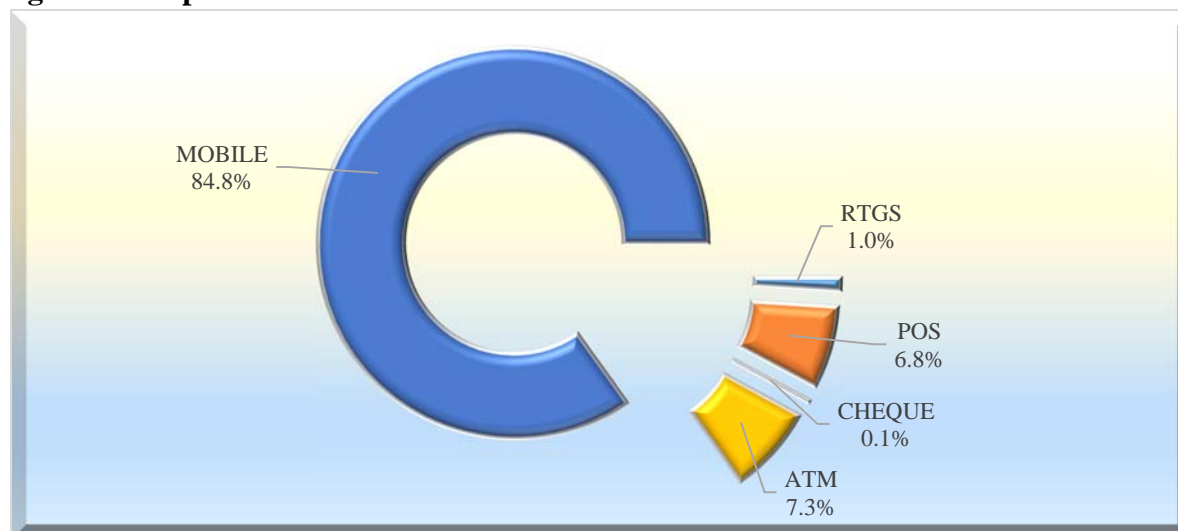 MOBILE
84.8%
RTGS
1.0%
POS
6.8%
CHEQUE
0.1%
ATM
7.3%